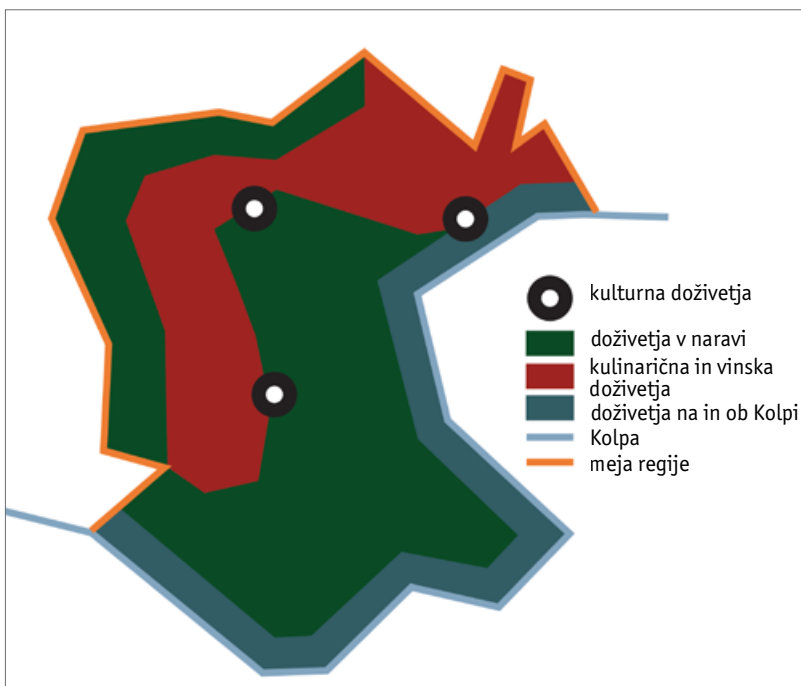 kulturna doživetja
doživetja v naravi
kulinarična in vinska
doživetja
doživetja na in ob Kolpi
Kolpa
meja regije